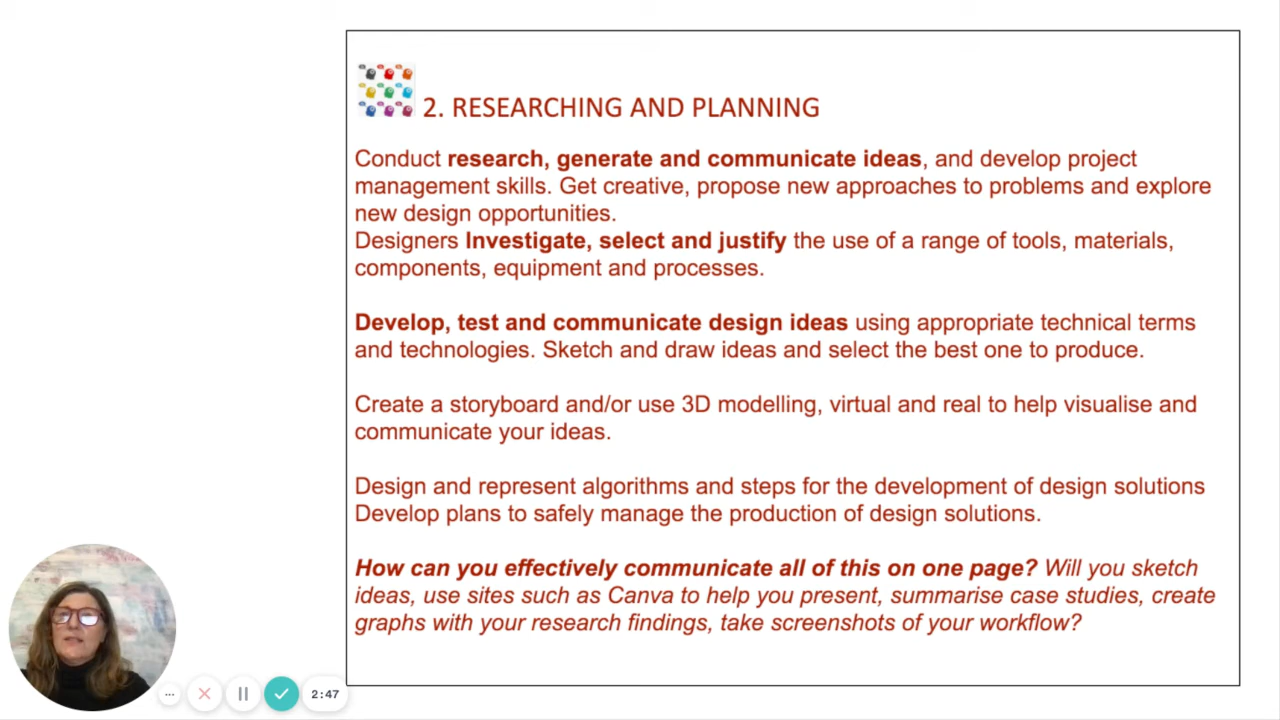 2. RESEARCHING AND PLANNING
Conduct research, generate and communicate ideas, and develop project
management skills. Get creative, propose new approaches to problems and explore
new design opportunities.
Designers Investigate, select and justify the use of a range of tools, materials,
components, equipment and processes.
Develop, test and communicate design ideas using appropriate technical terms
and technologies. Sketch and draw ideas and select the best one to produce.
Create a storyboard and/or use 3D modelling, virtual and real to help visualise and
communicate your ideas.
Design and represent algorithms and steps for the development of design solutions
Develop plans to safely manage the production of design solutions.
How can you effectively communicate all of this on one page? Will you sketch
ideas, use sites such as Canva to help you present, summarise case studies, create
graphs with your research findings, take screenshots of your workflow?
2:47